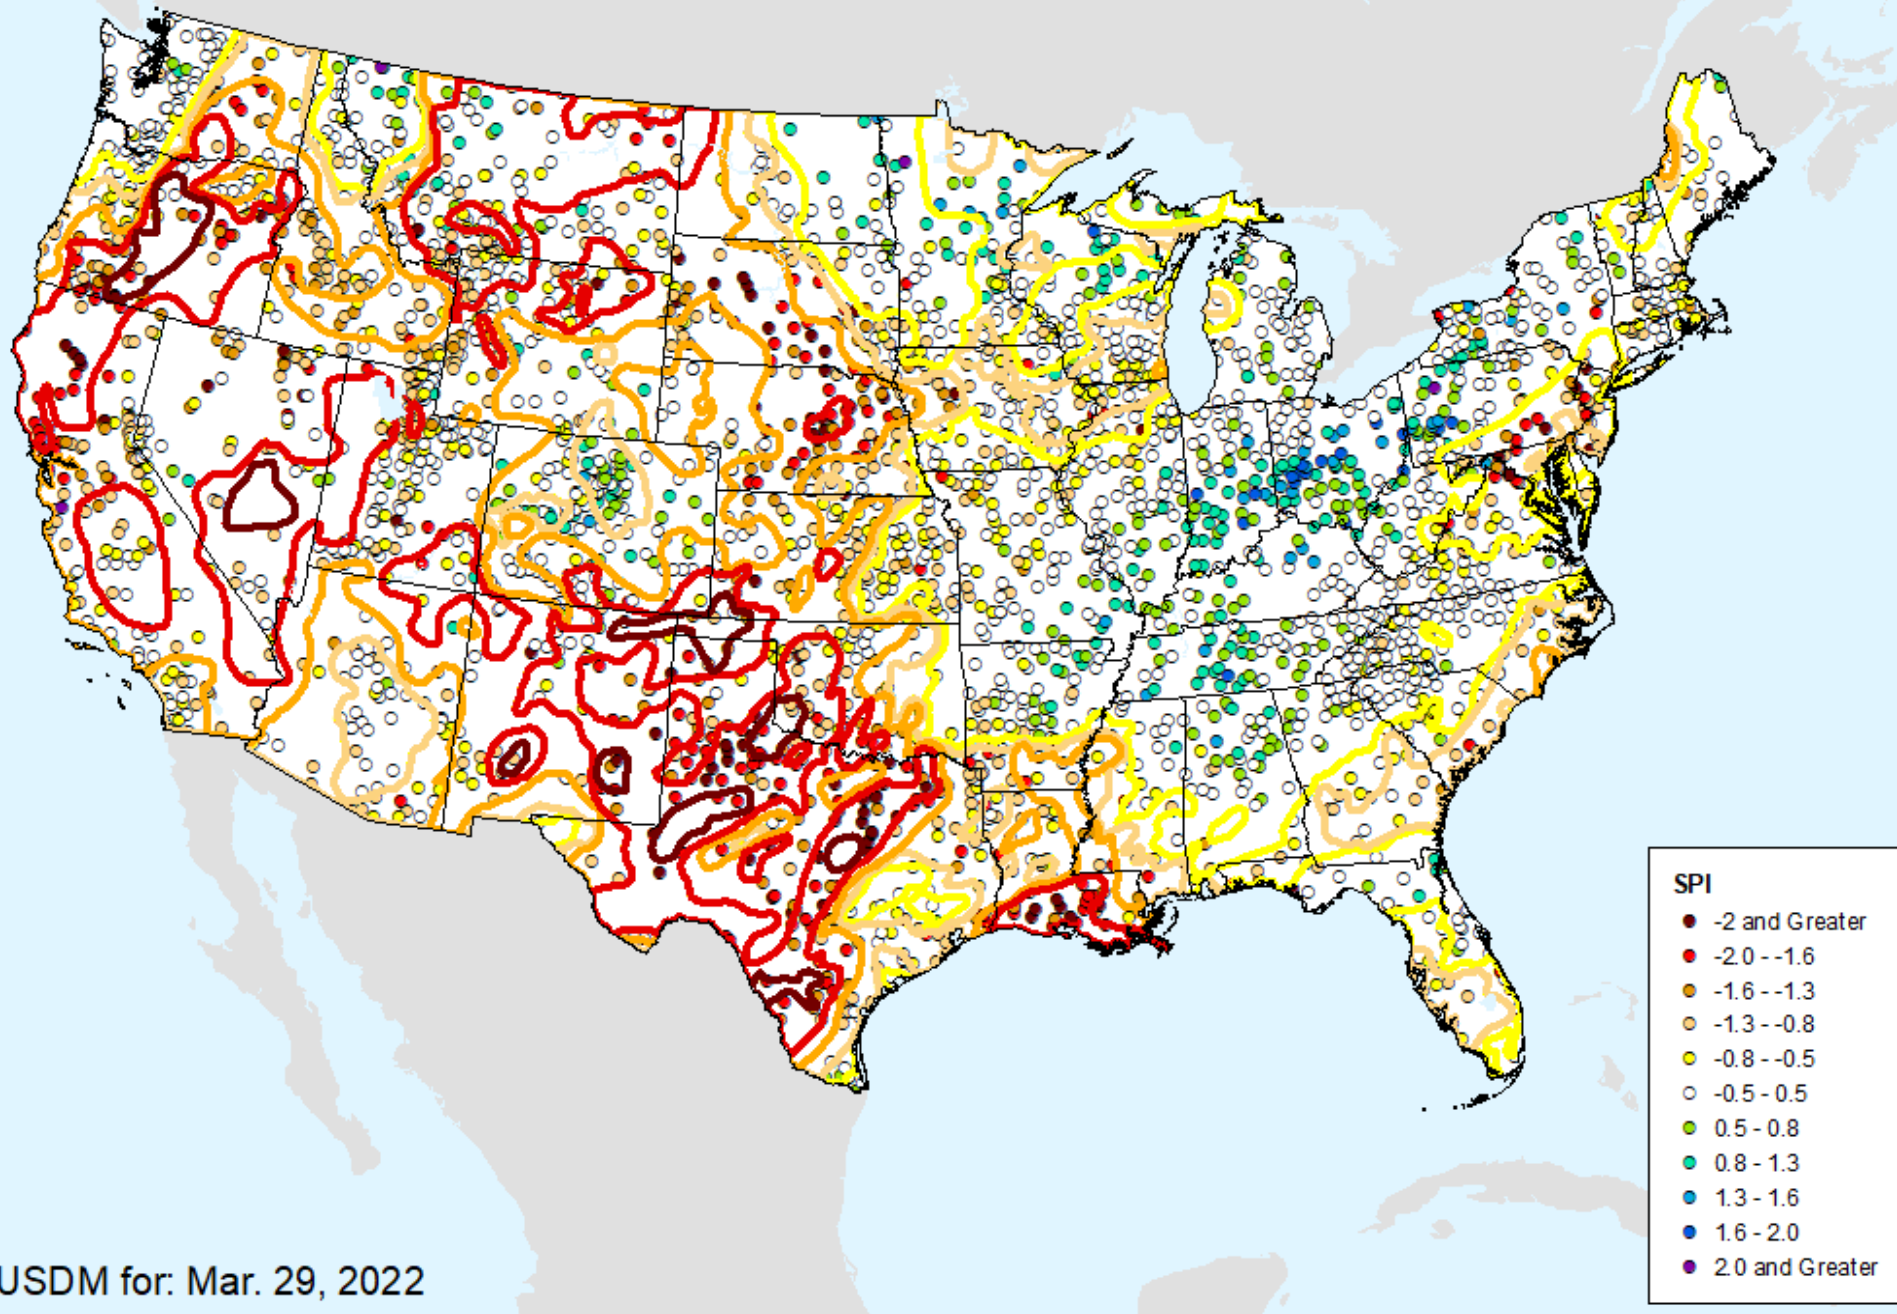 SPI
-2 and Greater
-2.0 - -1.6
-1.6 - -1.3
-1.3 - -0.8
-0.8 - -0.5
-0.5 - 0.5
0.5 - 0.8
0.8 - 1.3
1.3 - 1.6
1.6 - 2.0
2.0 and Greater
USDM for: Mar. 29, 2022